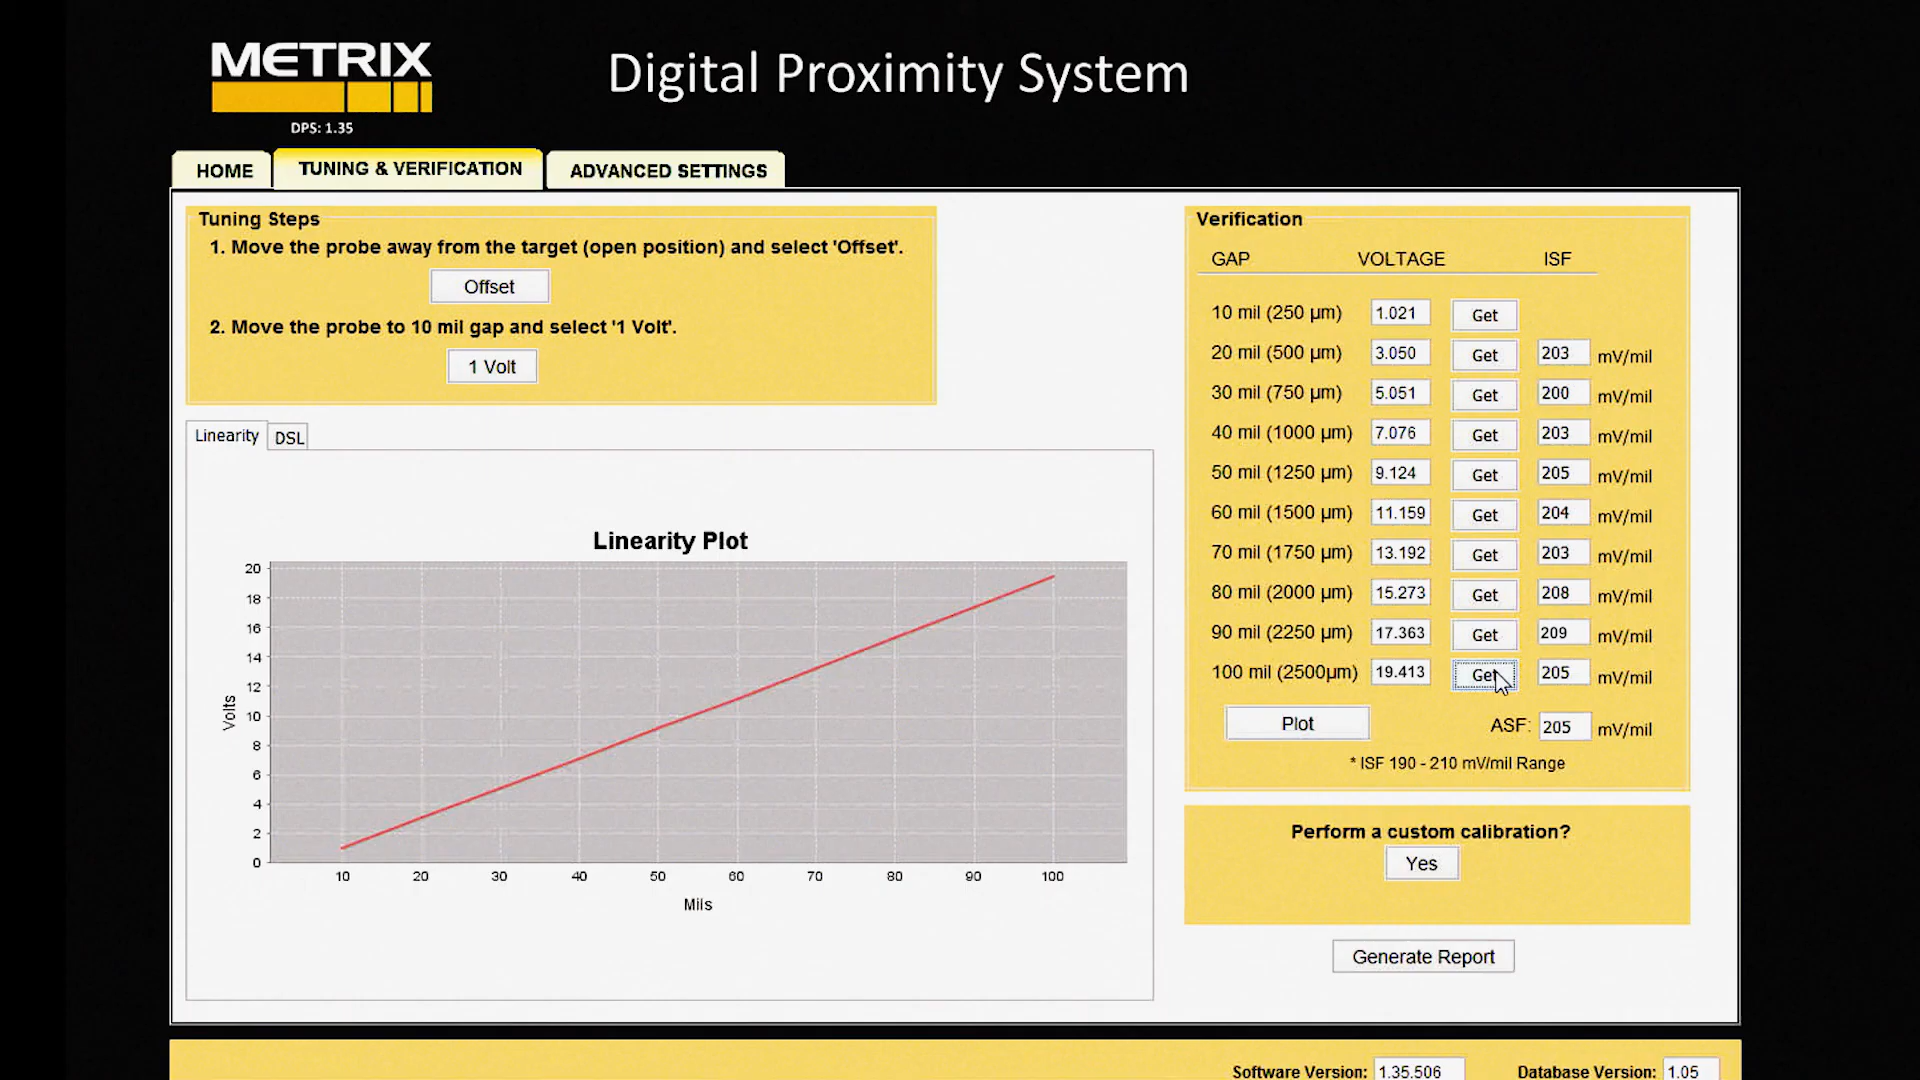 METRIX
Digital Proximity System
DPS: 1.35
HOME
TUNING & VERIFICATION
ADVANCED SETTINGS
Tuning Steps
1. Move the probe away from the target (open position) and select 'Offset'.
Offset
2. Move the probe to 10 mil gap and select '1 Volt'.
1 Volt
Linearity
DSL
Linearity Plot
Volts
20
18
16
14
12
10
8
6
4
2
0
10 20 30 40 50 60 70 80 90 100
Mils
Verification
GAP VOLTAGE ISF
10 mil (250 µm) 1.021 Get
20 mil (500 µm) 3.050 Get 203 mV/mil
30 mil (750 µm) 5.051 Get 200 mV/mil
40 mil (1000 µm) 7.076 Get 203 mV/mil
50 mil (1250 µm) 9.124 Get 205 mV/mil
60 mil (1500 µm) 11.159 Get 204 mV/mil
70 mil (1750 µm) 13.192 Get 203 mV/mil
80 mil (2000 µm) 15.273 Get 208 mV/mil
90 mil (2250 µm) 17.363 Get 209 mV/mil
100 mil (2500µm) 19.413 Get 205 mV/mil
Plot
ASF: 205 mV/mil
* ISF 190 - 210 mV/mil Range
Perform a custom calibration?
Yes
Generate Report
Software Version: 1.35.506 Database Version: 1.05